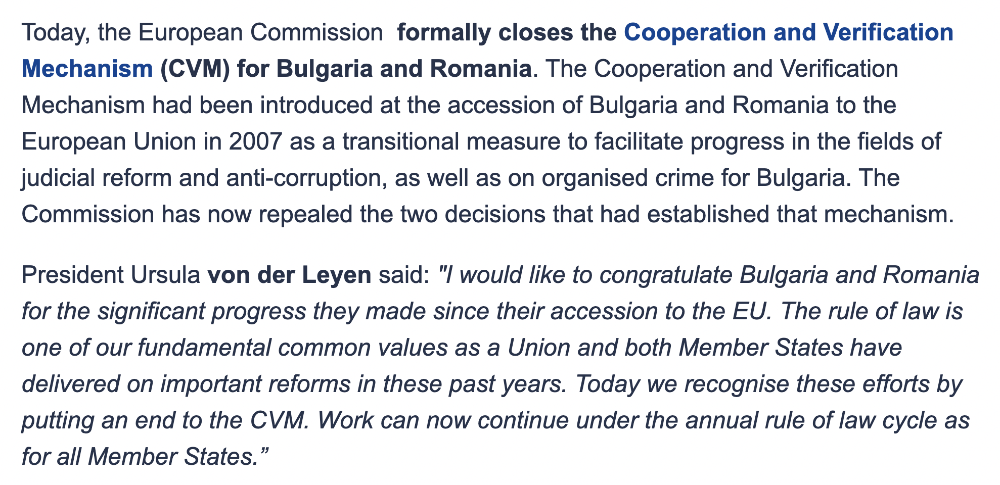 Today, the European Commission  formally closes the Cooperation and Verification
Mechanism (CVM) for Bulgaria and Romania. The Cooperation and Verification
Mechanism had been introduced at the accession of Bulgaria and Romania to the
European Union in 2007 as a transitional measure to facilitate progress in the fields of
judicial reform and anti-corruption, as well as on organised crime for Bulgaria. The
Commission has now repealed the two decisions that had established that mechanism.
President Ursula von der Leyen said: "I would like to congratulate Bulgaria and Romania
for the significant progress they made since their accession to the EU. The rule of law is
one of our fundamental common values as a Union and both Member States have
delivered on important reforms in these past years. Today we recognise these efforts by
putting an end to the CVM. Work can now continue under the annual rule of law cycle as
for all Member States.”